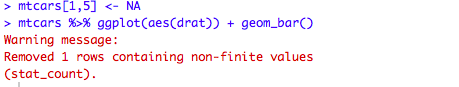 > mtcars[1,5] <- NA
> mtcars %>% ggplot(aes(drat)) + geom_bar()
Warning message:
Removed 1 rows containing non-finite values
(stat_count).